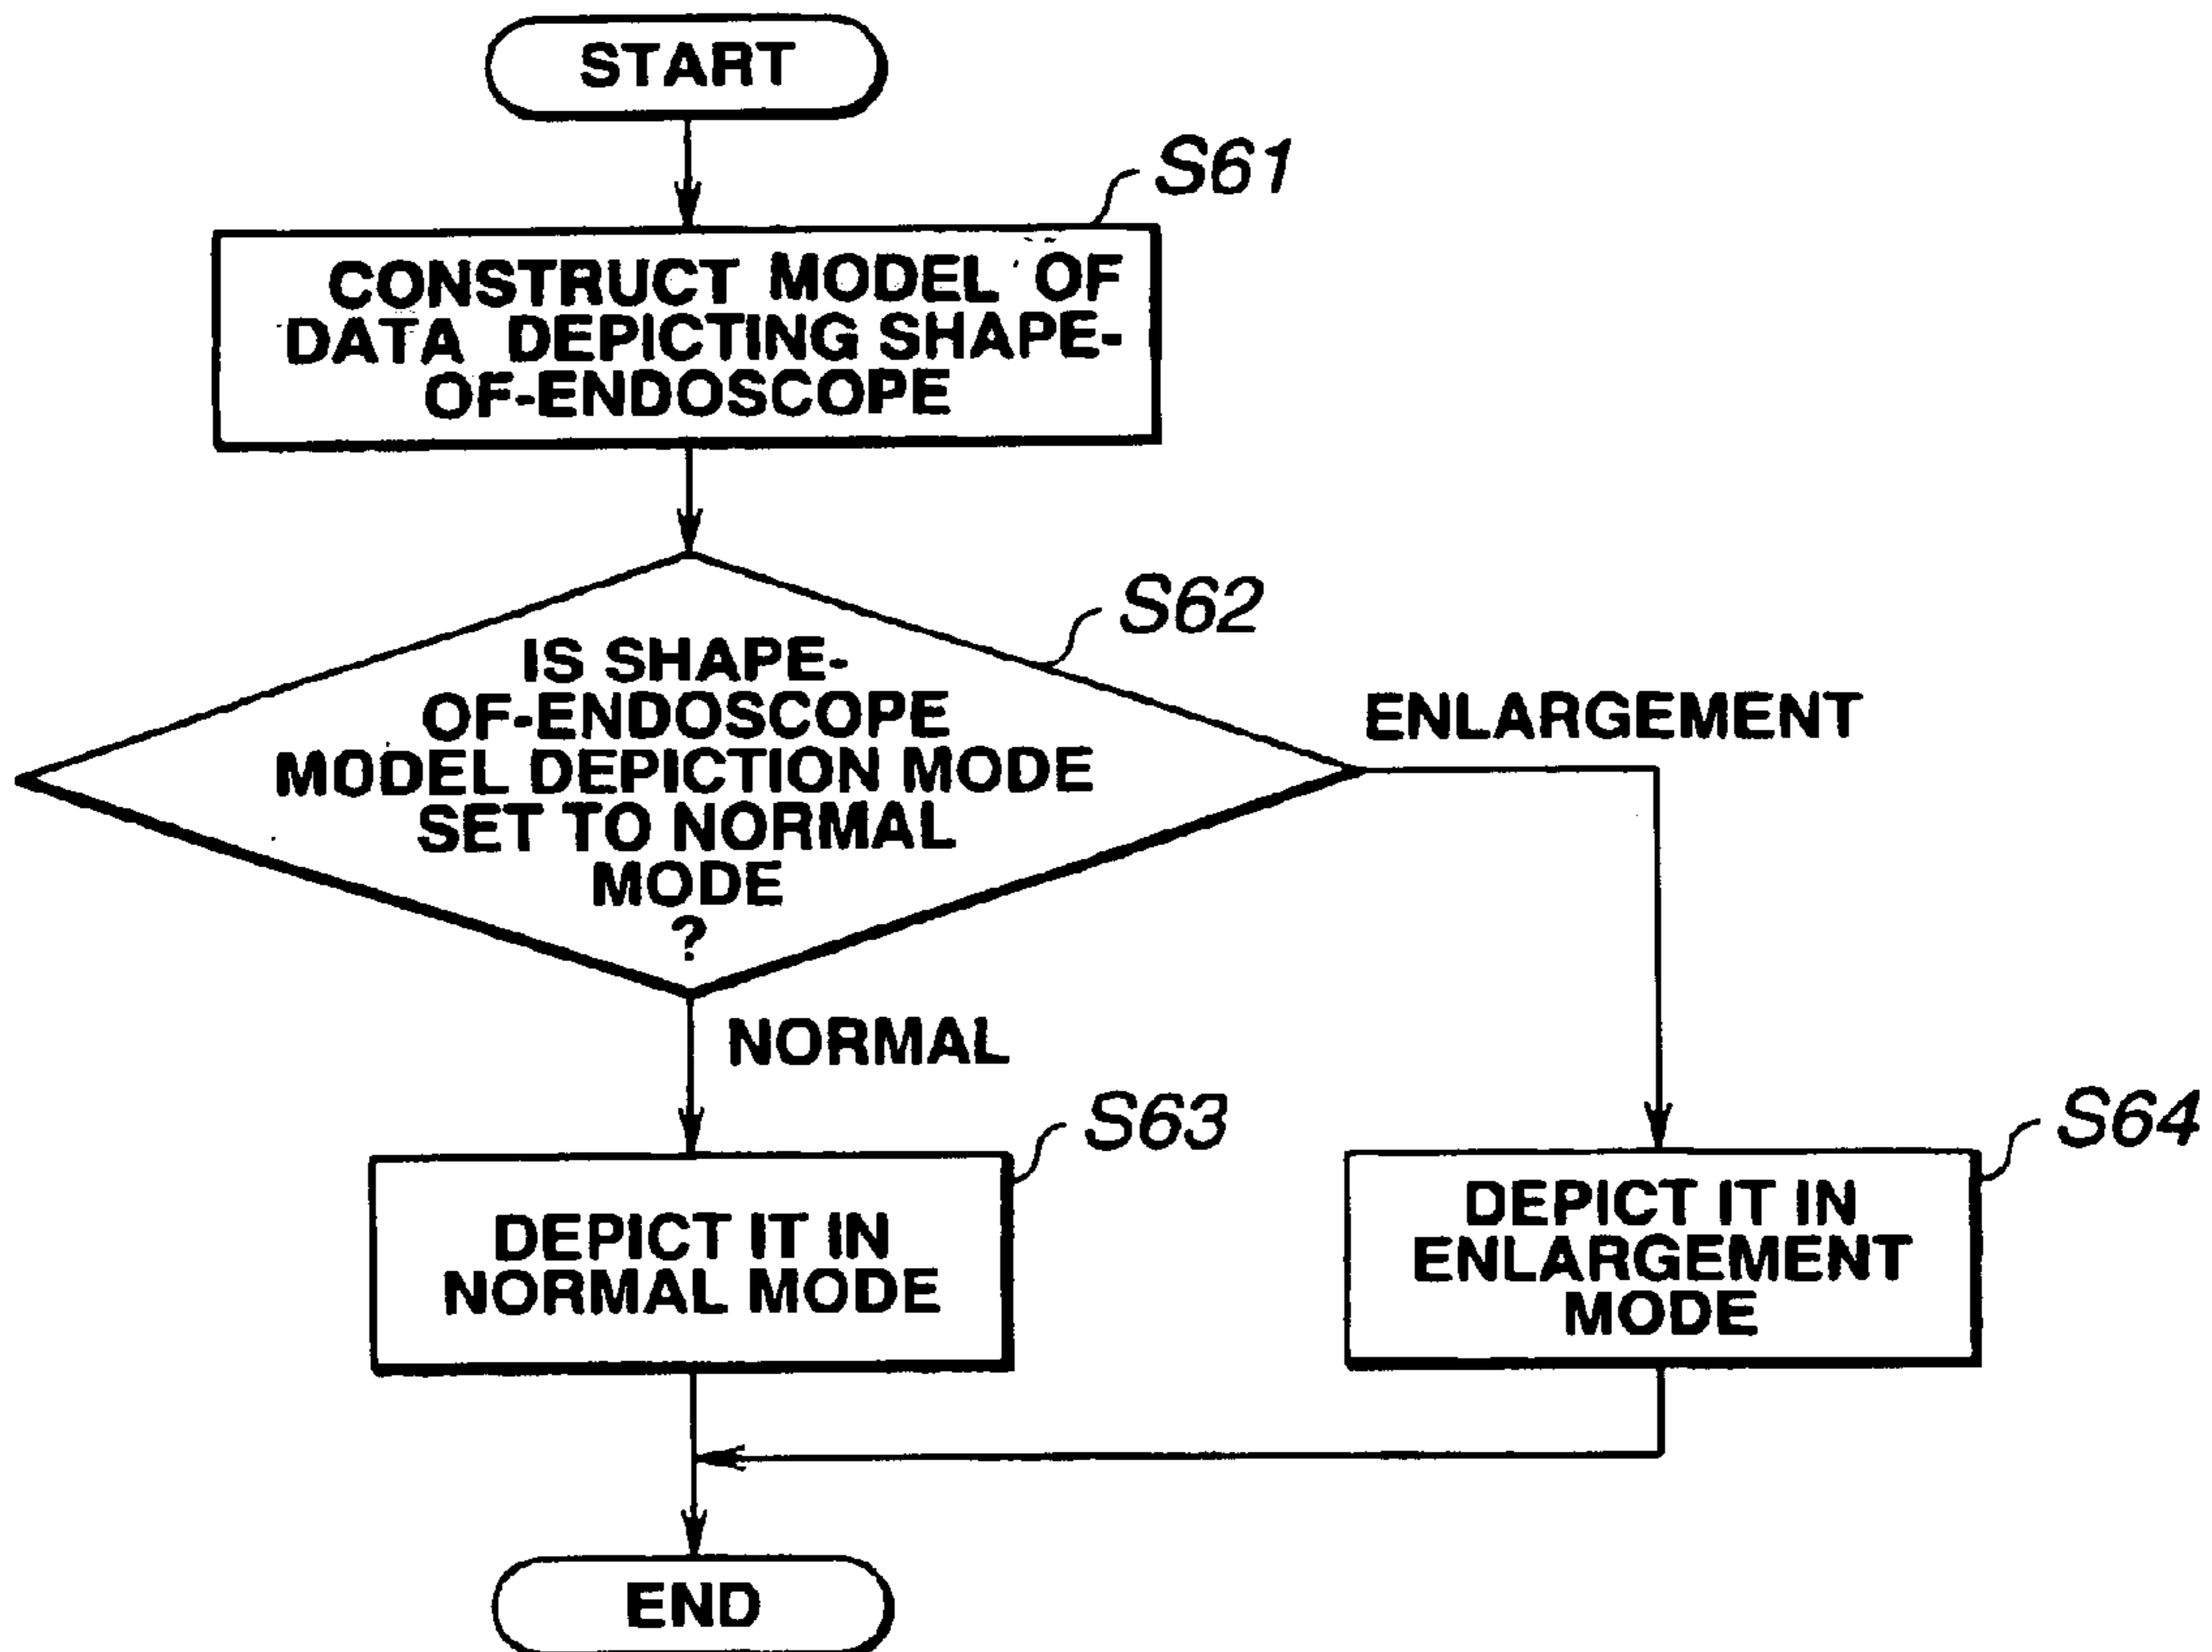 START
S61
CONSTRUCT MODEL OF
DATA DEPICTING SHAPE-
OF-ENDOSCOPE
S62
IS SHAPE-
OF-ENDOSCOPE
MODEL DEPICTION MODE
SET TO NORMAL
MODE
?
ENLARGEMENT
NORMAL
S63
DEPICT IT IN
NORMAL MODE
S64
DEPICT IT IN
ENLARGEMENT
MODE
END